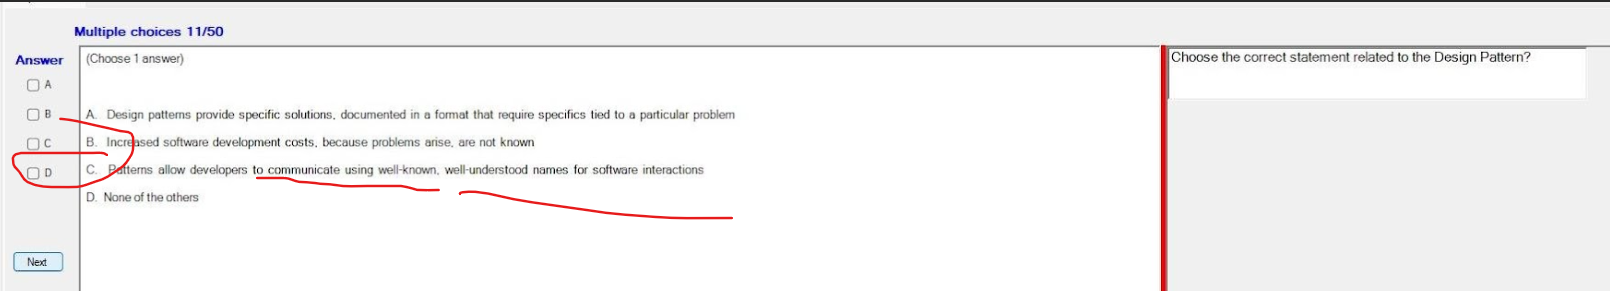 Multiple choices 11/50
Answer
(Choose 1 answer)
Choose the correct statement related to the Design Pattern?
A
B
C
D
A. Design patterns provide specific solutions, documented in a format that require specifics tied to a particular problem
B. Increased software development costs, because problems arise, are not known
C. Patterns allow developers to communicate using well-known, well-understood names for software interactions
D. None of the others
Next